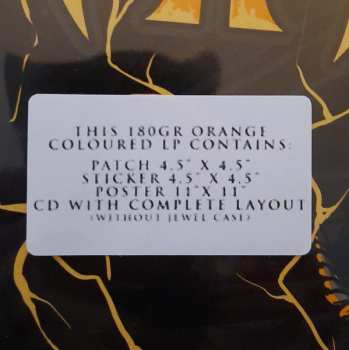 THIS 180GR ORANGE
COLOURED LP CONTAINS:
PATCH 4.5" X 4.5"
STICKER 4.5" X 4.5"
POSTER 11"X 11"
CD WITH COMPLETE LAYOUT
(WITHOUT JEWEL CASE)